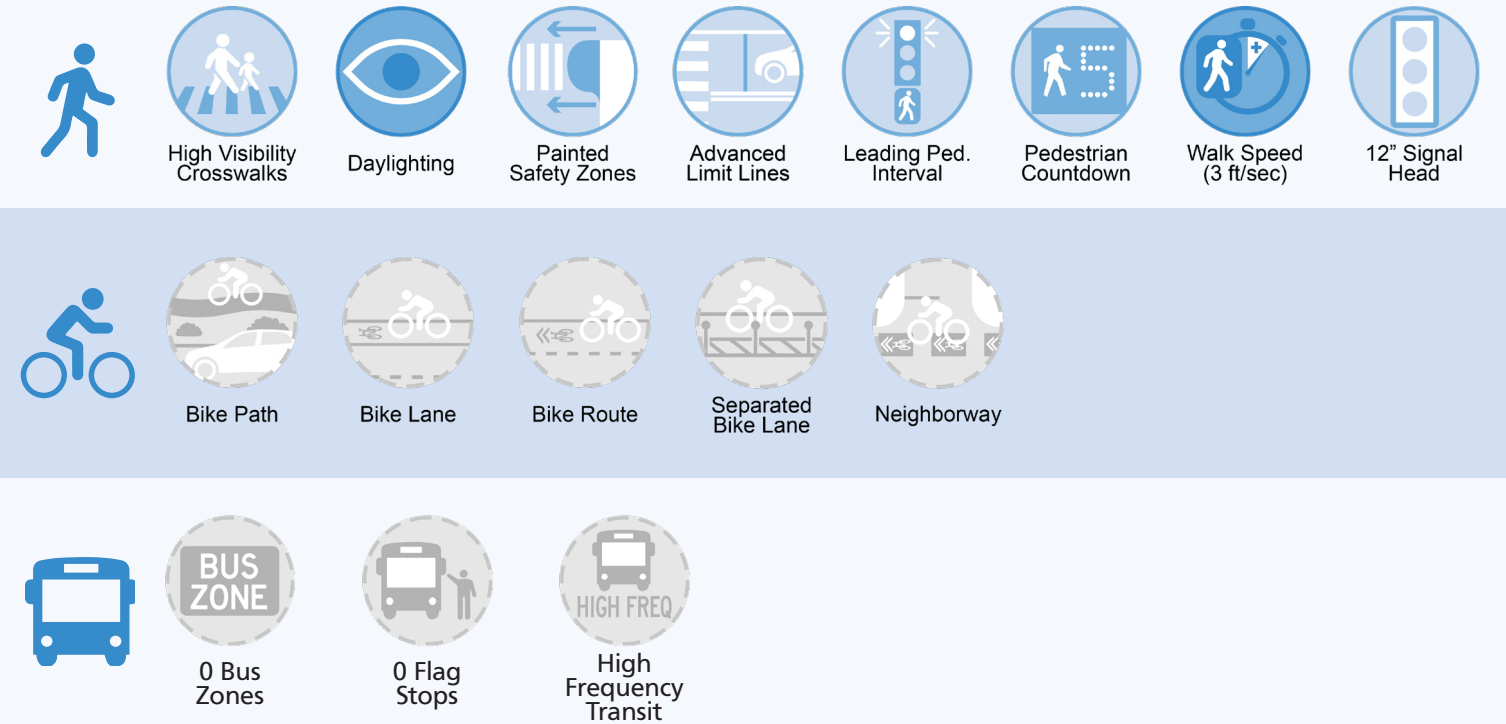 High Visibility
Crosswalks
Daylighting
Painted
Safety Zones
Advanced
Limit Lines
Leading Ped.
Interval
Pedestrian
Countdown
Walk Speed
(3 ft/sec)
12” Signal
Head
Bike Path
Bike Lane
Bike Route
Separated
Bike Lane
Neighborway
BUS
ZONE
0 Bus
Zones
0 Flag
Stops
HIGH FREQ
High
Frequency
Transit